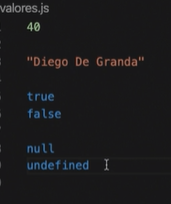 valores.js
40
"Diego De Granda"
true
false
null
undefined